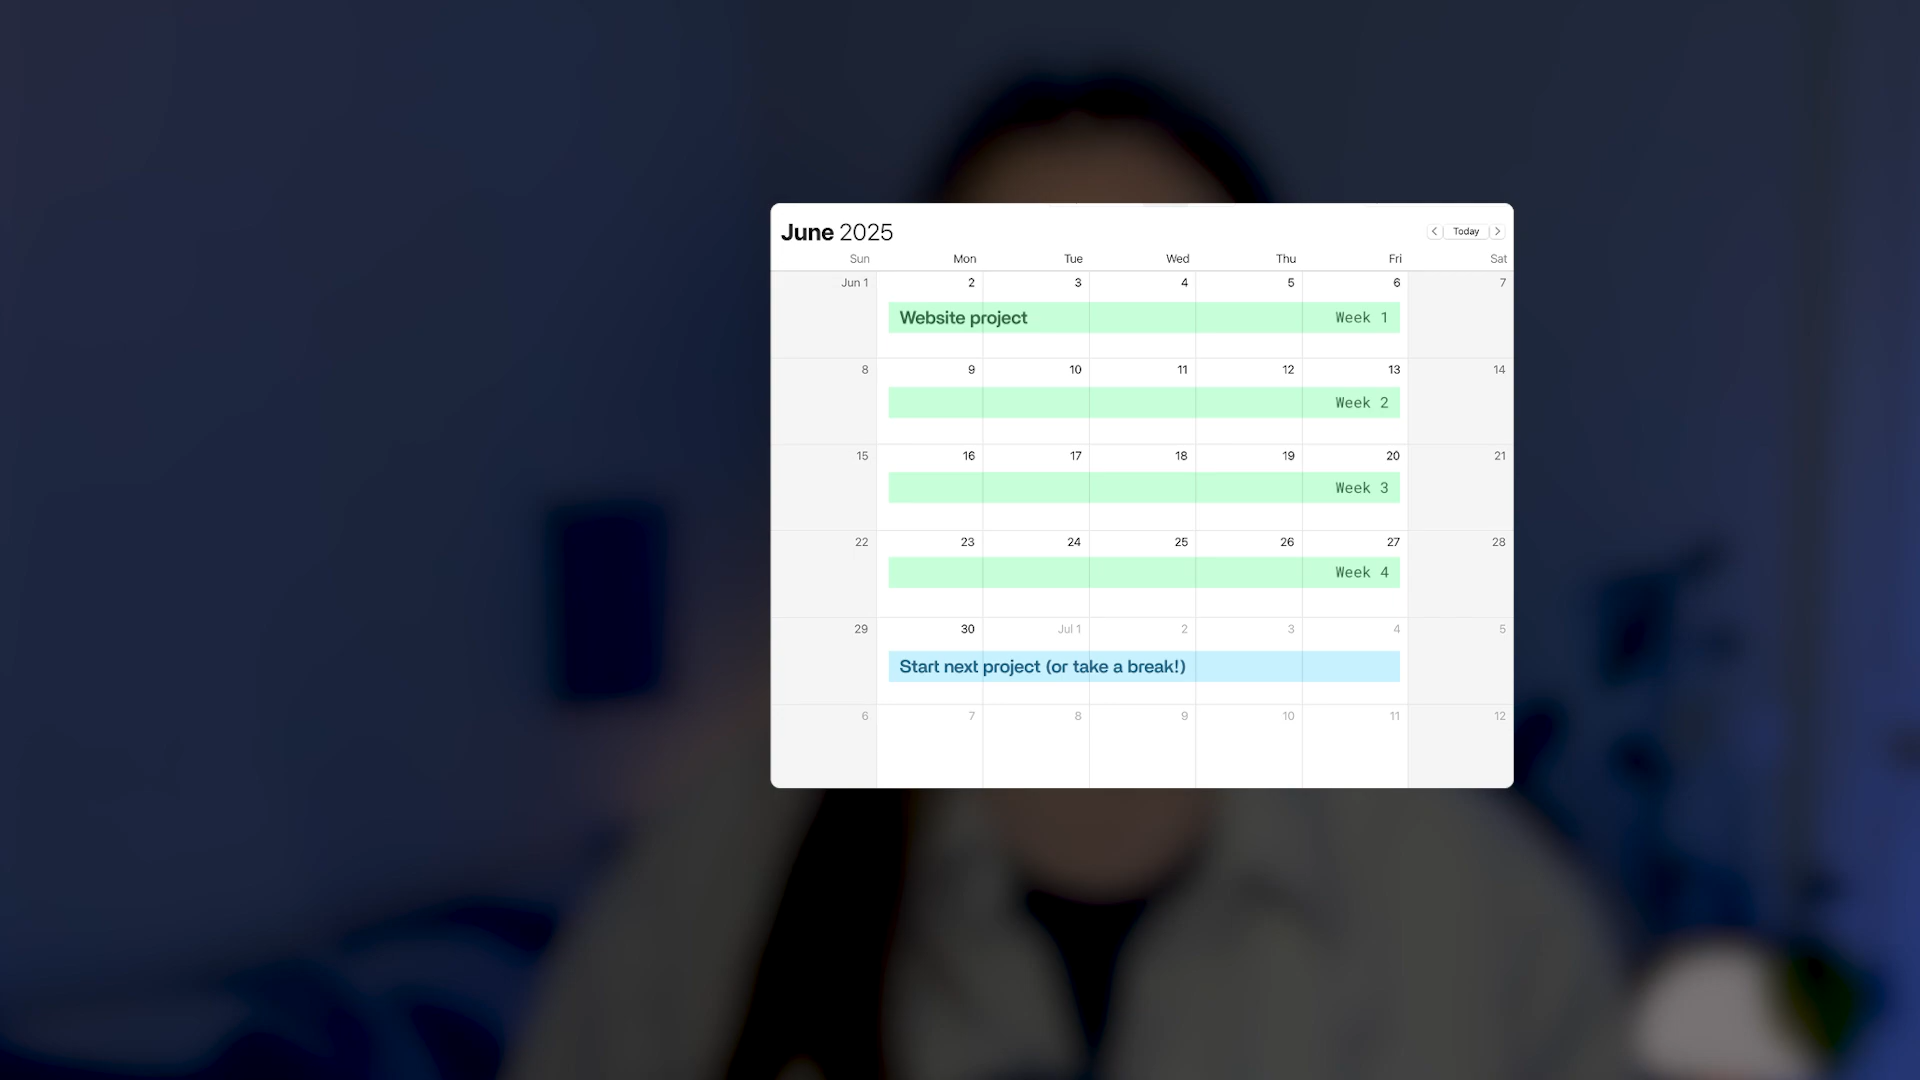 June 2025
< Today >
Sun Mon Tue Wed Thu Fri Sat
Jun 1 2 3 4 5 6 7
Website project Week 1
8 9 10 11 12 13 14
Week 2
15 16 17 18 19 20 21
Week 3
22 23 24 25 26 27 28
Week 4
29 30 Jul 1 2 3 4 5
Start next project (or take a break!)
6 7 8 9 10 11 12